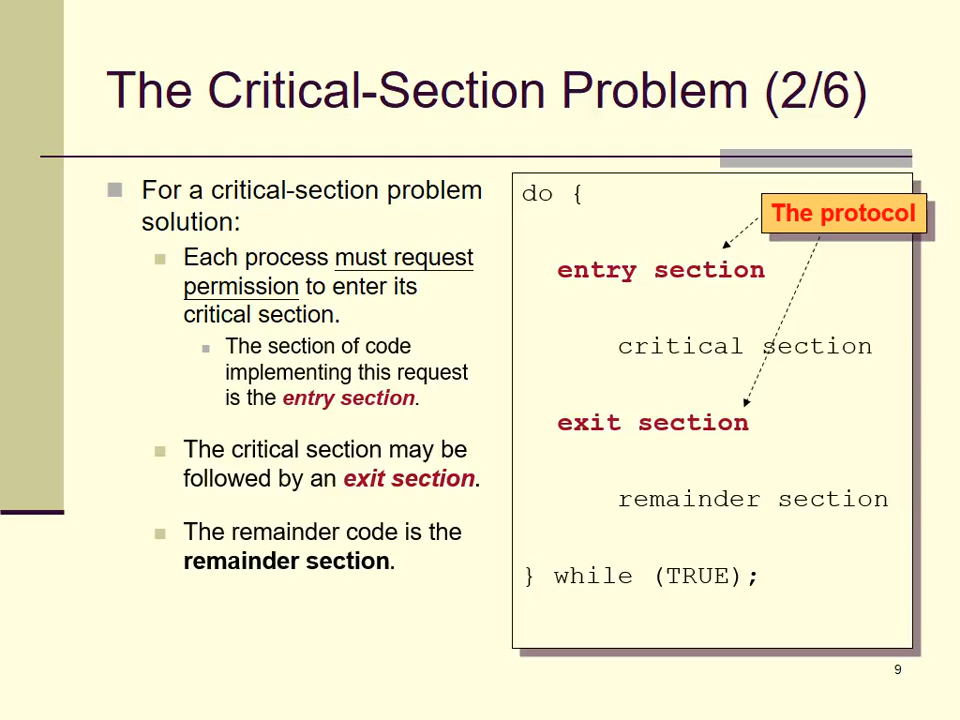 The Critical-Section Problem (2/6)
For a critical-section problem
solution:
Each process must request
permission to enter its
critical section.
The section of code
implementing this request
is the entry section.
The critical section may be
followed by an exit section.
The remainder code is the
remainder section.
do {
The protocol
entry section
critical section
exit section
remainder section
} while (TRUE);
9